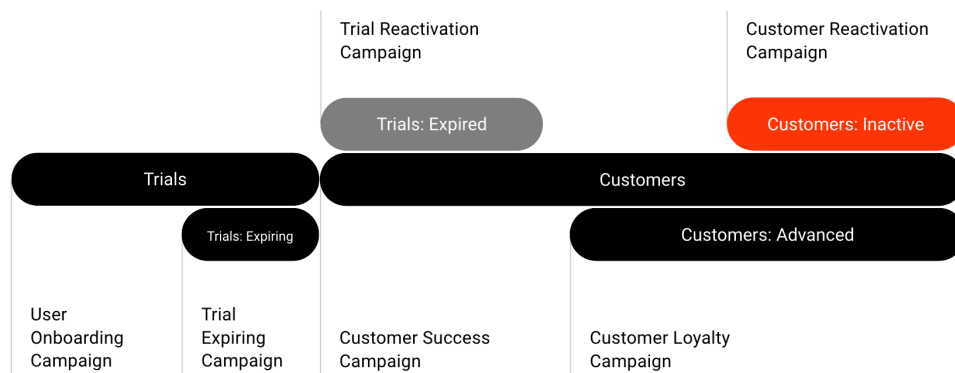 Trial Reactivation
Campaign
Customer Reactivation
Campaign
Trials: Expired
Customers: Inactive
Trials
Customers
Trials: Expiring
Customers: Advanced
User
Onboarding
Campaign
Trial
Expiring
Campaign
Customer Success
Campaign
Customer Loyalty
Campaign